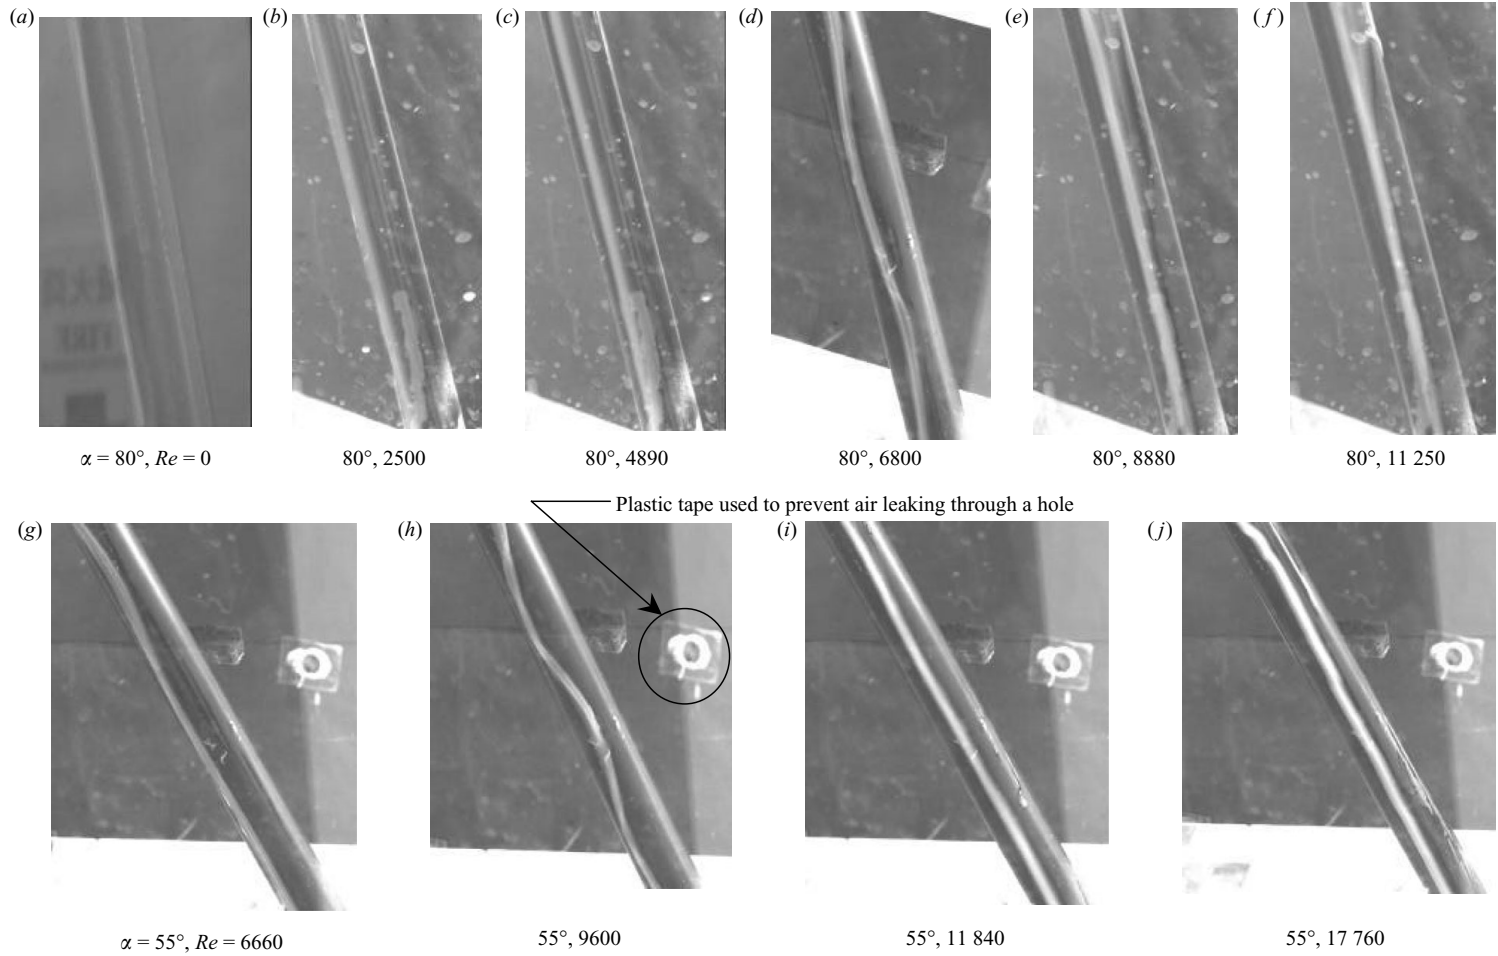 (a) (b) (c) (d) (e) (f)
α = 80°, Re = 0 80°, 2500 80°, 4890 80°, 6800 80°, 8880 80°, 11 250
Plastic tape used to prevent air leaking through a hole
(g) (h) (i) (j)
α = 55°, Re = 6660 55°, 9600 55°, 11 840 55°, 17 760